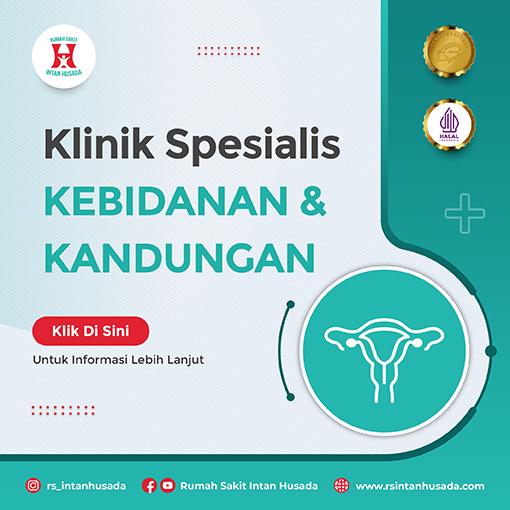 RUMAH SAKIT
INTAN HUSADA
HALAL
INDONESIA
Klinik Spesialis
KEBIDANAN &
KANDUNGAN
Klik Di Sini
Untuk Informasi Lebih Lanjut
rs_intanhusada
Rumah Sakit Intan Husada
www.rsintanhusada.com